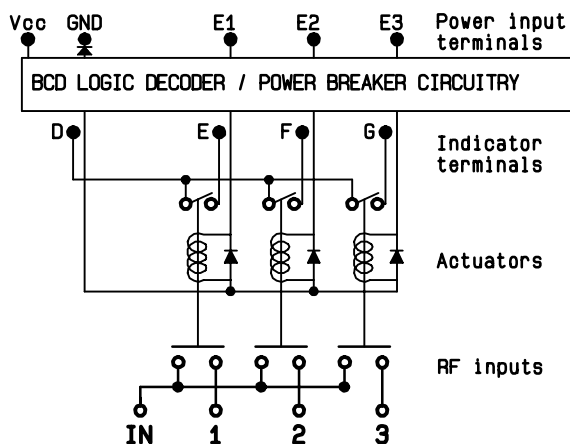 Vcc GND E1 E2 E3 Power input
terminals
BCD LOGIC DECODER / POWER BREAKER CIRCUITRY
D E F G Indicator
terminals
Actuators
RF inputs
IN 1 2 3